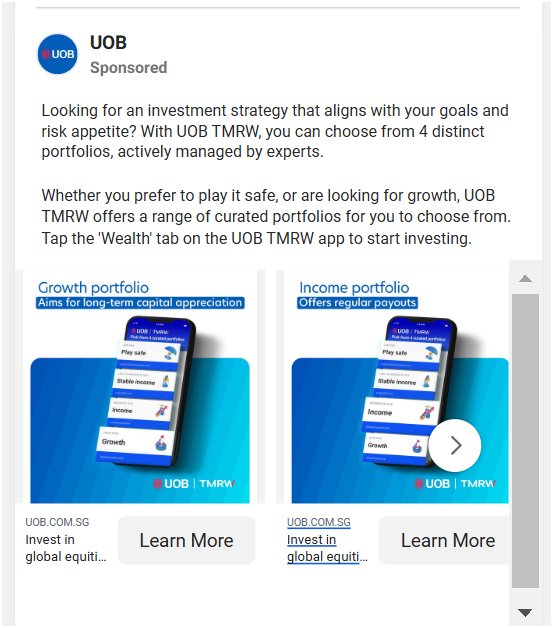 UOB
UOB
Sponsored
Looking for an investment strategy that aligns with your goals and
risk appetite? With UOB TMRW, you can choose from 4 distinct
portfolios, actively managed by experts.
Whether you prefer to play it safe, or are looking for growth, UOB
TMRW offers a range of curated portfolios for you to choose from.
Tap the 'Wealth' tab on the UOB TMRW app to start investing.
Growth portfolio
Aims for long-term capital appreciation
UOB | TMRW
Pick from 4 curated portfolios
Play safe
Stable income
Income
Growth
UOB | TMRW
Income portfolio
Offers regular payouts
UOB | TMRW
Pick from 4 curated portfolios
Play safe
Stable income
Income
Growth
UOB | TMRW
UOB.COM.SG
Invest in
global equiti...
Learn More
UOB.COM.SG
Invest in
global equiti...
Learn More